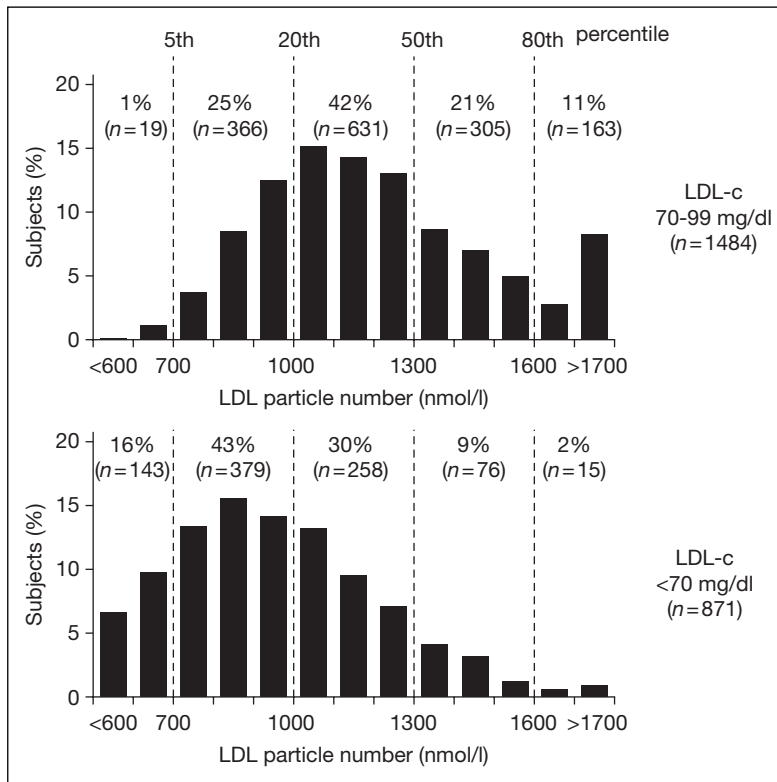 5th 20th 50th 80th percentile
20
15
10
5
0
Subjects (%)
1% 25% 42% 21% 11%
(n=19) (n=366) (n=631) (n=305) (n=163)
LDL-c
70-99 mg/dl
(n=1484)
<600 700 1000 1300 1600 >1700
LDL particle number (nmol/l)
20
15
10
5
0
Subjects (%)
16% 43% 30% 9% 2%
(n=143) (n=379) (n=258) (n=76) (n=15)
LDL-c
<70 mg/dl
(n=871)
<600 700 1000 1300 1600 >1700
LDL particle number (nmol/l)